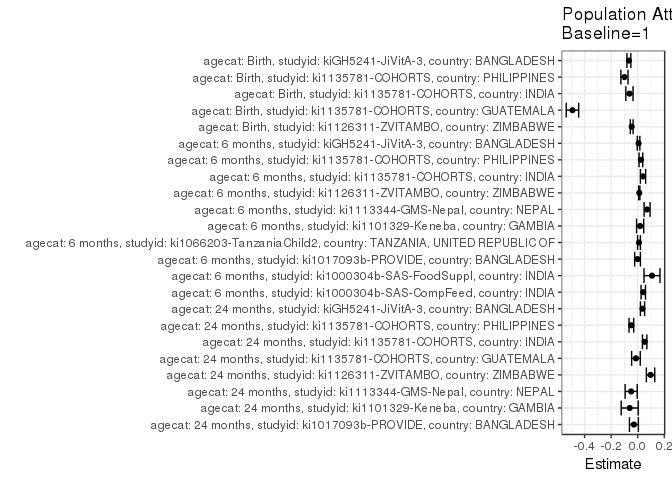 Population Att
Baseline=1
agecat: Birth, studyid: kiGH5241-JiVitA-3, country: BANGLADESH
agecat: Birth, studyid: ki1135781-COHORTS, country: PHILIPPINES
agecat: Birth, studyid: ki1135781-COHORTS, country: INDIA
agecat: Birth, studyid: ki1135781-COHORTS, country: GUATEMALA
agecat: Birth, studyid: ki1126311-ZVITAMBO, country: ZIMBABWE
agecat: 6 months, studyid: kiGH5241-JiVitA-3, country: BANGLADESH
agecat: 6 months, studyid: ki1135781-COHORTS, country: PHILIPPINES
agecat: 6 months, studyid: ki1135781-COHORTS, country: INDIA
agecat: 6 months, studyid: ki1126311-ZVITAMBO, country: ZIMBABWE
agecat: 6 months, studyid: ki1113344-GMS-Nepal, country: NEPAL
agecat: 6 months, studyid: ki1101329-Keneba, country: GAMBIA
agecat: 6 months, studyid: ki1066203-TanzaniaChild2, country: TANZANIA, UNITED REPUBLIC OF
agecat: 6 months, studyid: ki1017093b-PROVIDE, country: BANGLADESH
agecat: 6 months, studyid: ki1000304b-SAS-FoodSuppl, country: INDIA
agecat: 6 months, studyid: ki1000304b-SAS-CompFeed, country: INDIA
agecat: 24 months, studyid: kiGH5241-JiVitA-3, country: BANGLADESH
agecat: 24 months, studyid: ki1135781-COHORTS, country: PHILIPPINES
agecat: 24 months, studyid: ki1135781-COHORTS, country: INDIA
agecat: 24 months, studyid: ki1135781-COHORTS, country: GUATEMALA
agecat: 24 months, studyid: ki1126311-ZVITAMBO, country: ZIMBABWE
agecat: 24 months, studyid: ki1113344-GMS-Nepal, country: NEPAL
agecat: 24 months, studyid: ki1101329-Keneba, country: GAMBIA
agecat: 24 months, studyid: ki1017093b-PROVIDE, country: BANGLADESH
-0.4 -0.2 0.0 0.2
Estimate